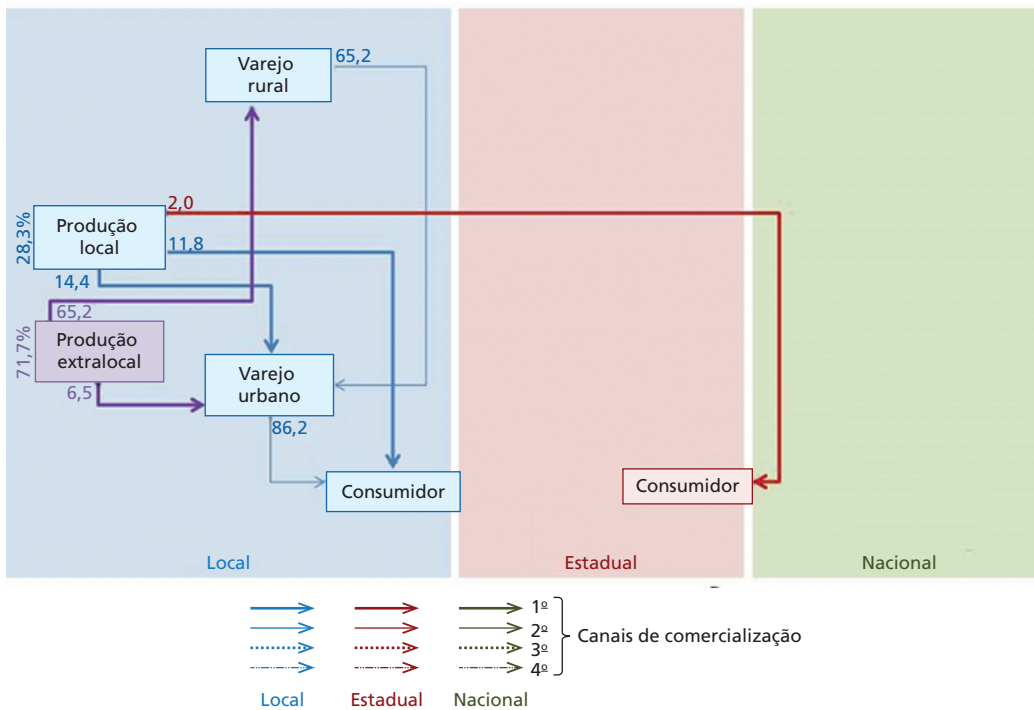 Varejo
rural
65,2
28,3%
Produção
local
2,0
11,8
14,4
65,2
71,7%
Produção
extralocal
6,5
Varejo
urbano
86,2
Consumidor
Consumidor
Local
Estadual
Nacional
1º
2º
3º
4º
Canais de comercialização
Local
Estadual
Nacional